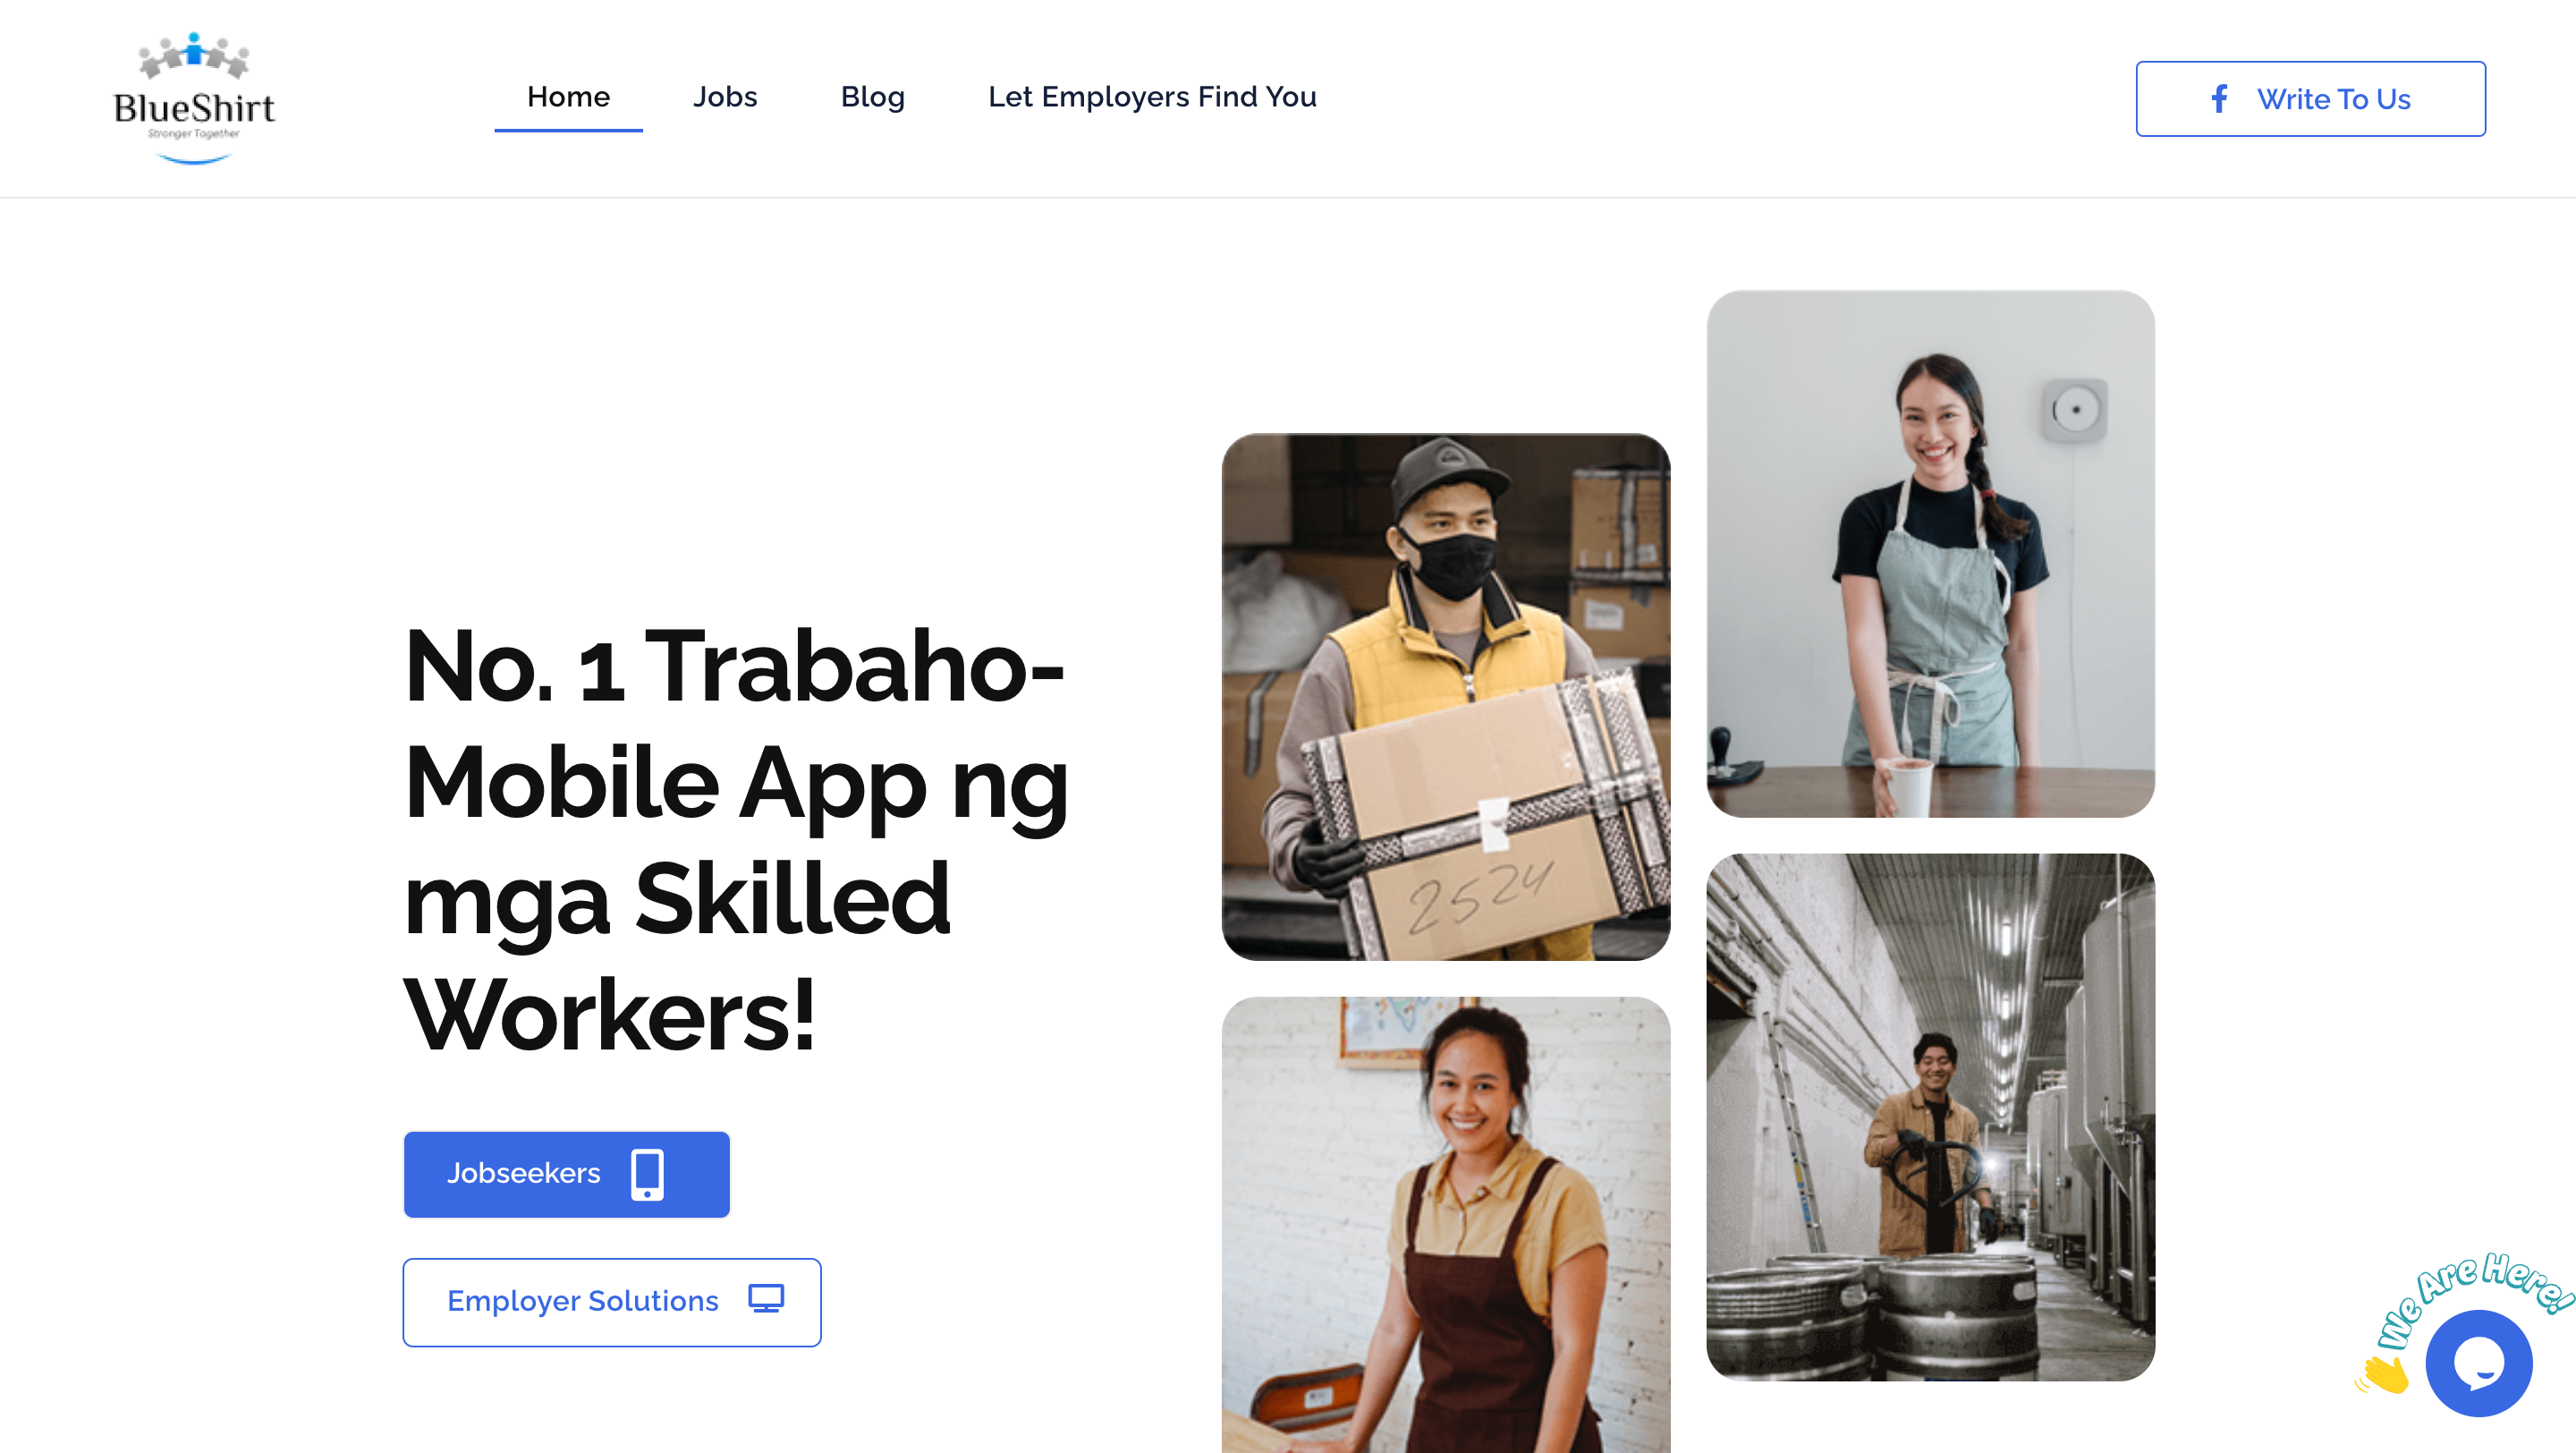 BlueShirt
Stronger Together
Home
Jobs
Blog
Let Employers Find You
Write To Us
No. 1 Trabaho-
Mobile App ng
mga Skilled
Workers!
Jobseekers
Employer Solutions
2524
We Are Here!